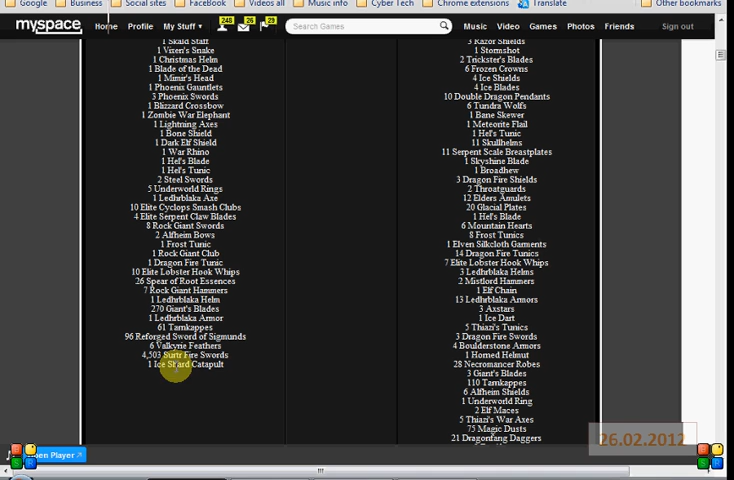 Google Business Social sites FaceBook Videos all Music info Cyber Tech Chrome extensions Translate Other bookmarks
myspace Home Profile My Stuff 248 26 29 Search Games Music Video Games Photos Friends Sign out
1 Skald Staff
1 Vixen's Snake
1 Christmas Helm
1 Blade of the Dead
1 Mimir's Head
1 Phoenix Gauntlets
3 Phoenix Swords
1 Blizzard Crossbow
1 Zombie War Elephant
1 Lightning Axes
1 Bone Shield
1 Dark Elf Shield
1 War Rhino
1 Hel's Blade
1 Hel's Tunic
2 Steel Swords
5 Underworld Rings
1 Ledhrblaka Axe
10 Elite Cyclops Smash Clubs
4 Elite Serpent Claw Blades
8 Rock Giant Swords
2 Alfheim Bows
1 Frost Tunic
1 Rock Giant Club
1 Dragon Fire Tunic
10 Elite Lobster Hook Whips
26 Spear of Root Essences
7 Rock Giant Hammers
1 Ledhrblaka Helm
270 Giant's Blades
1 Ledhrblaka Armor
61 Tarnkappes
96 Reforged Sword of Sigmunds
6 Valkyrie Feathers
4,503 Surtr Fire Swords
1 Ice Shard Catapult
3 Razor Shields
1 Stormshot
2 Trickster's Blades
6 Frozen Crowns
4 Ice Shields
4 Ice Blades
10 Double Dragon Pendants
6 Tundra Wolfs
1 Bane Skewer
1 Meteorite Flail
1 Hel's Tunic
11 Skullhelms
11 Serpent Scale Breastplates
1 Skyshine Blade
1 Broadhew
3 Dragon Fire Shields
2 Throatguards
12 Elders Amulets
20 Glacial Plates
1 Hel's Blade
6 Mountain Hearts
8 Frost Tunics
1 Elven Silkcloth Garments
14 Dragon Fire Tunics
7 Elite Lobster Hook Whips
3 Ledhrblaka Helms
2 Mistlord Hammers
1 Elf Chain
13 Ledhrblaka Armors
3 Axstars
1 Ice Dart
5 Thiazi's Tunics
3 Dragon Fire Swords
4 Boulderstone Armors
1 Horned Helmut
28 Necromancer Robes
3 Giant's Blades
110 Tarnkappes
6 Alfheim Shields
1 Underworld Ring
2 Elf Maces
5 Thiazi's War Axes
75 Magic Dusts
21 Dragonfang Daggers
26.02.2012
Open Player